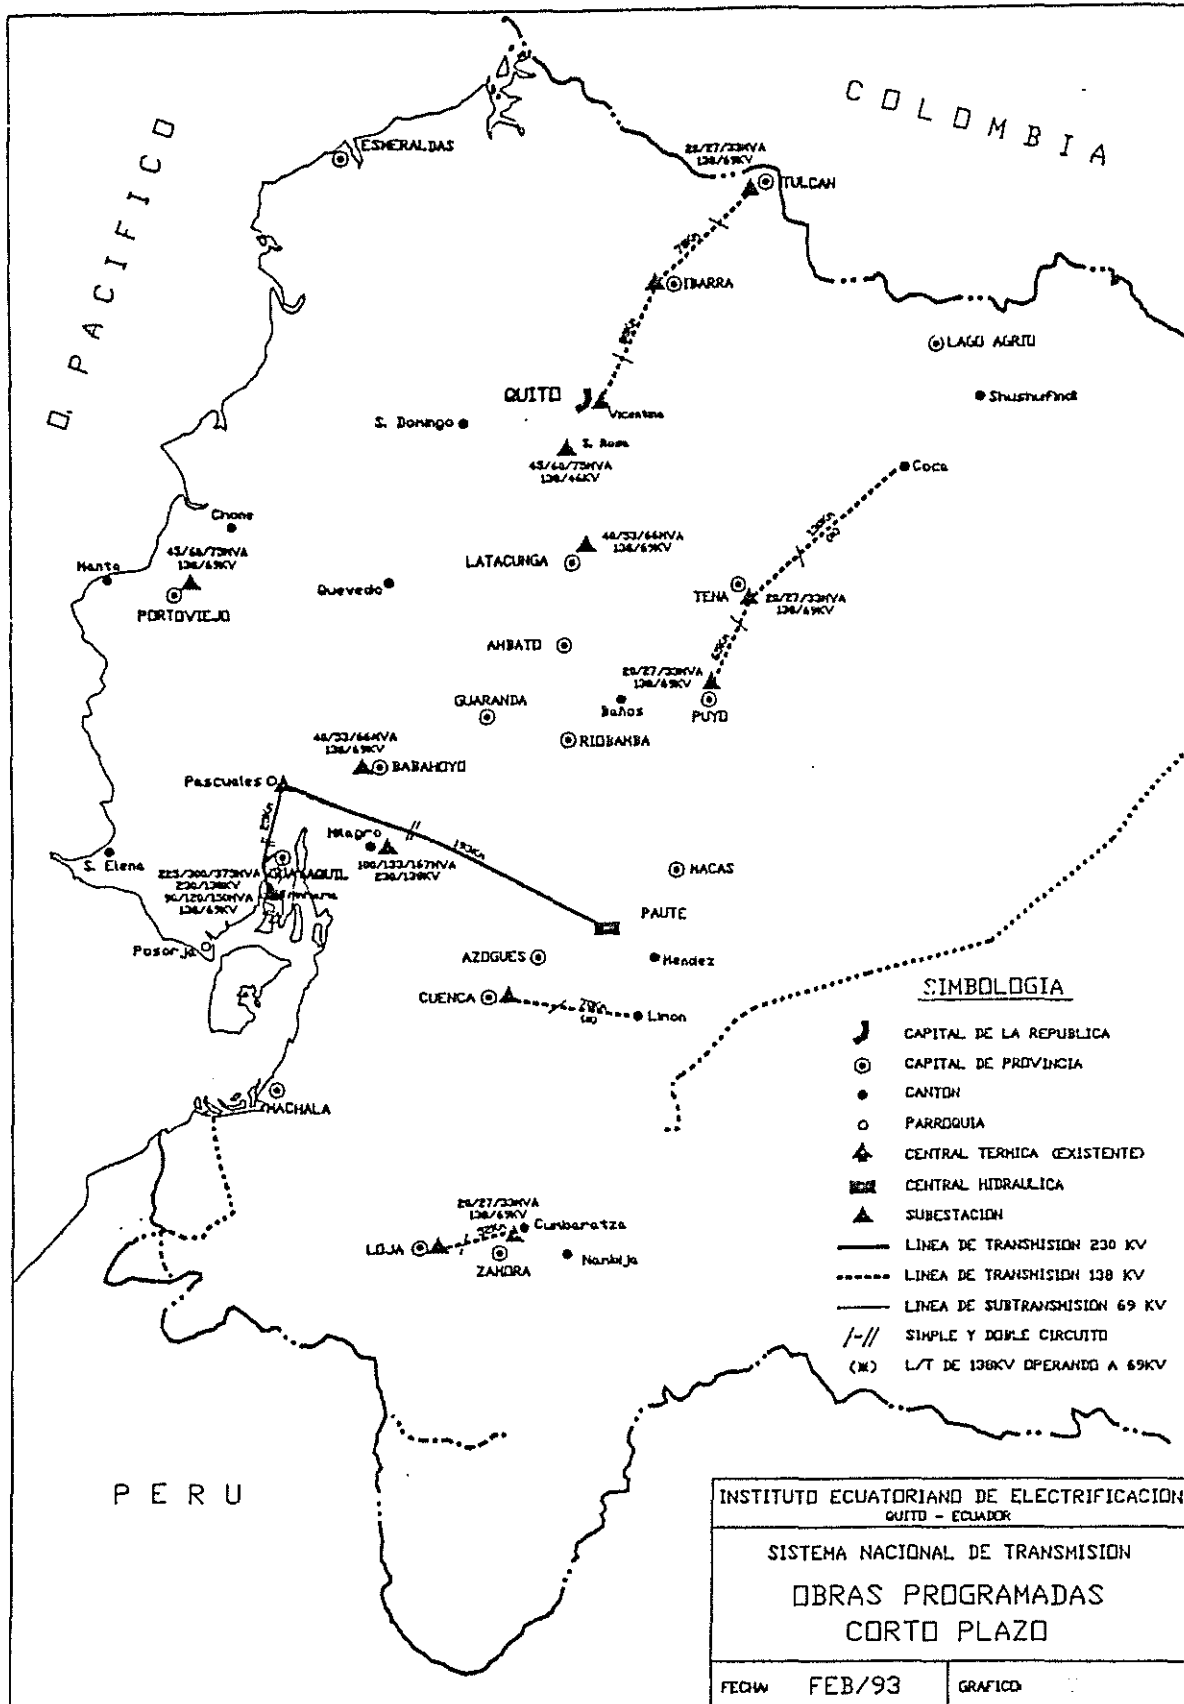 COLOMBIA
O. PACIFICO
ESMERALDAS
20/27/33MVA
138/69KV
TULCAN
IBARRA
LAGO AGRIO
QUITO
Vicentina
Shushufindi
S. Domingo
S. Rosa
45/60/75MVA
138/46KV
Coca
Chone
40/53/66MVA
138/69KV
LATACUNGA
45/60/75MVA
138/69KV
Manta
Quevedo
TENA
20/27/33MVA
138/69KV
PORTOVIEJO
AMBATO
20/27/33MVA
138/69KV
GUARANDA
Baños
PUYO
RIOBAMBA
40/53/66MVA
138/69KV
BABAHOYO
Pascuales
Milagro
100/133/167MVA
230/138KV
S. Elena
225/300/375MVA
230/138KV
90/120/150MVA
138/69KV
GUAYAQUIL
MACAS
PAUTE
Posorja
AZOGUES
Mendez
CUENCA
(*)
Limon
MACHALA
20/27/33MVA
138/69KV
Cumbaratza
LOJA
ZAMORA
Nambija
PERU
SIMBOLOGIA
CAPITAL DE LA REPUBLICA
CAPITAL DE PROVINCIA
CANTON
PARROQUIA
CENTRAL TERMICA (EXISTENTE)
CENTRAL HIDRAULICA
SUBESTACION
LINEA DE TRANSMISION 230 KV
LINEA DE TRANSMISION 138 KV
LINEA DE SUBTRANSMISION 69 KV
/-// SIMPLE Y DOBLE CIRCUITO
(*) L/T DE 138KV OPERANDO A 69KV
INSTITUTO ECUATORIANO DE ELECTRIFICACION
QUITO - ECUADOR
SISTEMA NACIONAL DE TRANSMISION
OBRAS PROGRAMADAS
CORTO PLAZO
FECHA: FEB/93 GRAFICO: